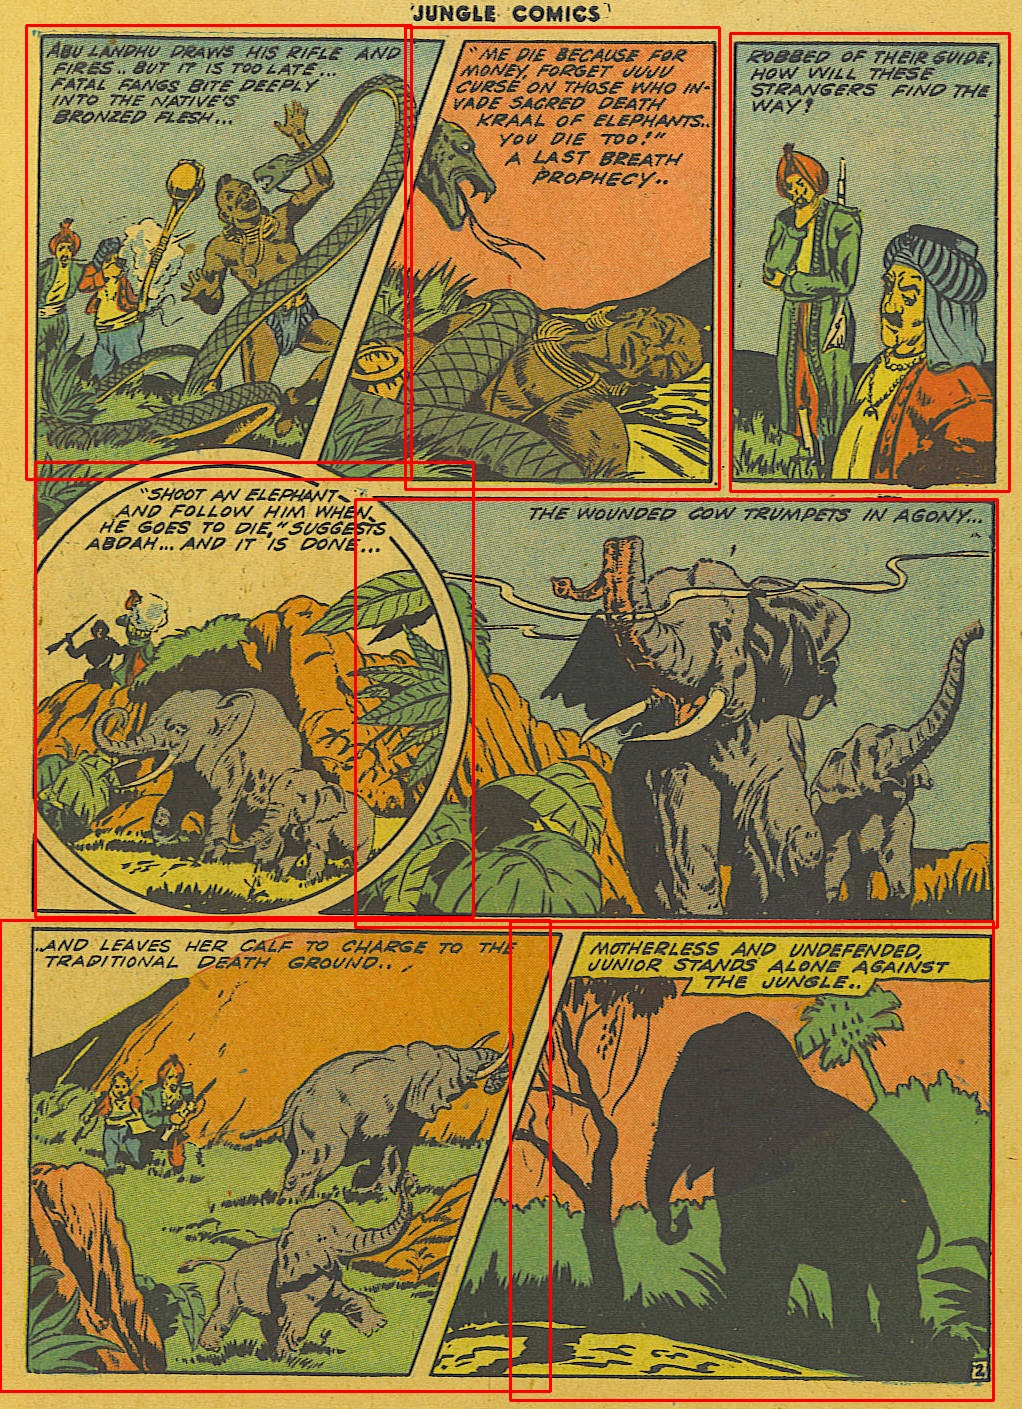 JUNGLE COMICS
ABU LANDHU DRAWS HIS RIFLE AND
FIRES.. BUT IT IS TOO LATE...
FATAL FANGS BITE DEEPLY
INTO THE NATIVE'S
BRONZED FLESH...
"ME DIE BECAUSE FOR
MONEY, FORGET JUJU
CURSE ON THOSE WHO IN-
VADE SACRED DEATH
KRAAL OF ELEPHANTS..
YOU DIE TOO!"
A LAST BREATH
PROPHECY..
ROBBED OF THEIR GUIDE,
HOW WILL THESE
STRANGERS FIND THE
WAY?
"SHOOT AN ELEPHANT
AND FOLLOW HIM WHEN
HE GOES TO DIE," SUGGESTS
ABDAH... AND IT IS DONE...
THE WOUNDED COW TRUMPETS IN AGONY...
..AND LEAVES HER CALF TO CHARGE TO THE
TRADITIONAL DEATH GROUND..
MOTHERLESS AND UNDEFENDED,
JUNIOR STANDS ALONE AGAINST
THE JUNGLE..
2